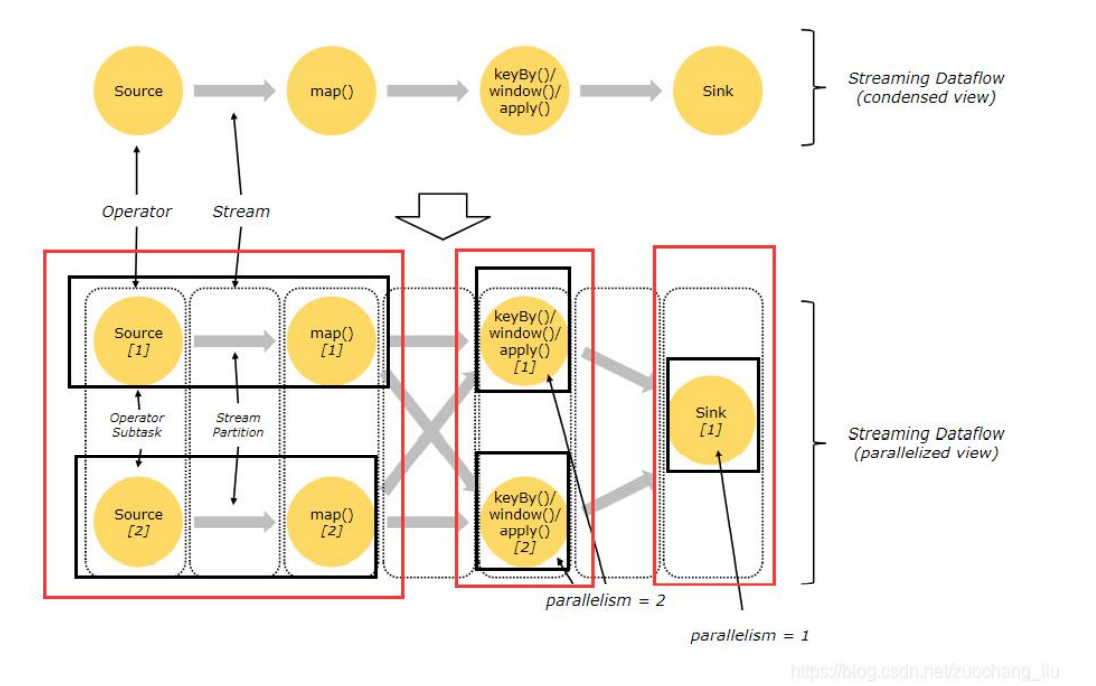 Source
map()
keyBy()/
window()/
apply()
Sink
Streaming Dataflow
(condensed view)
Operator
Stream
Source
[1]
map()
[1]
keyBy()/
window()/
apply()
[1]
Operator
Subtask
Stream
Partition
Sink
[1]
Streaming Dataflow
(parallelized view)
Source
[2]
map()
[2]
keyBy()/
window()/
apply()
[2]
parallelism = 2
parallelism = 1
https://blog.csdn.net/zuochang_liu